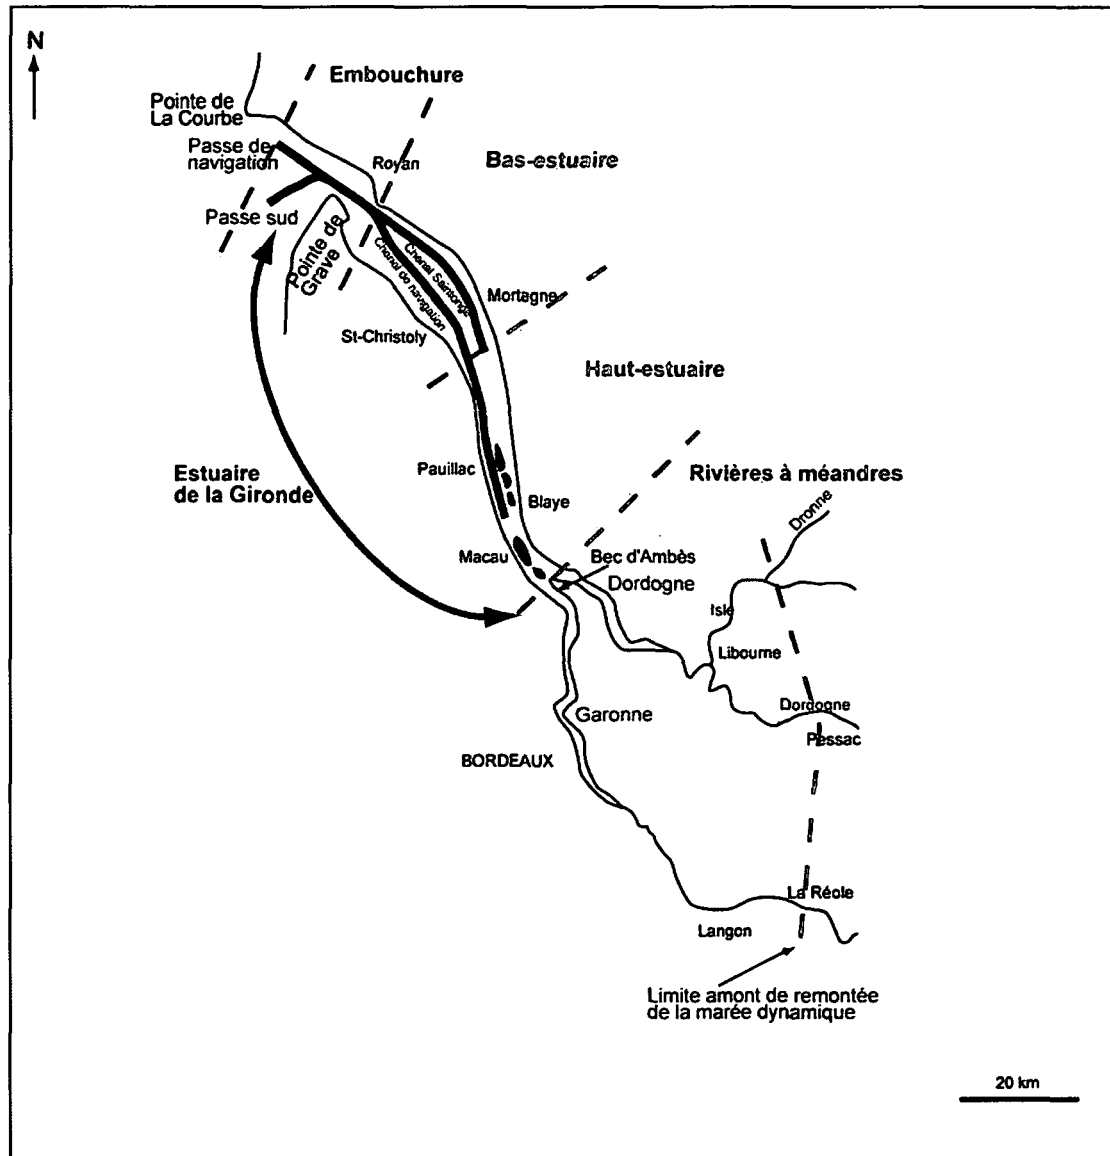 N
Embouchure
Pointe de
La Courbe
Passe de
navigation
Royan
Bas-estuaire
Passe sud
Pointe de
Grave
Chenal Saintonge
Chenal de navigation
Mortagne
St-Christoly
Haut-estuaire
Estuaire
de la Gironde
Pauillac
Rivières à méandres
Blaye
Dronne
Macau
Bec d'Ambès
Dordogne
Isle
Libourne
Dordogne
Pessac
Garonne
BORDEAUX
La Réole
Langon
Limite amont de remontée
de la marée dynamique
20 km